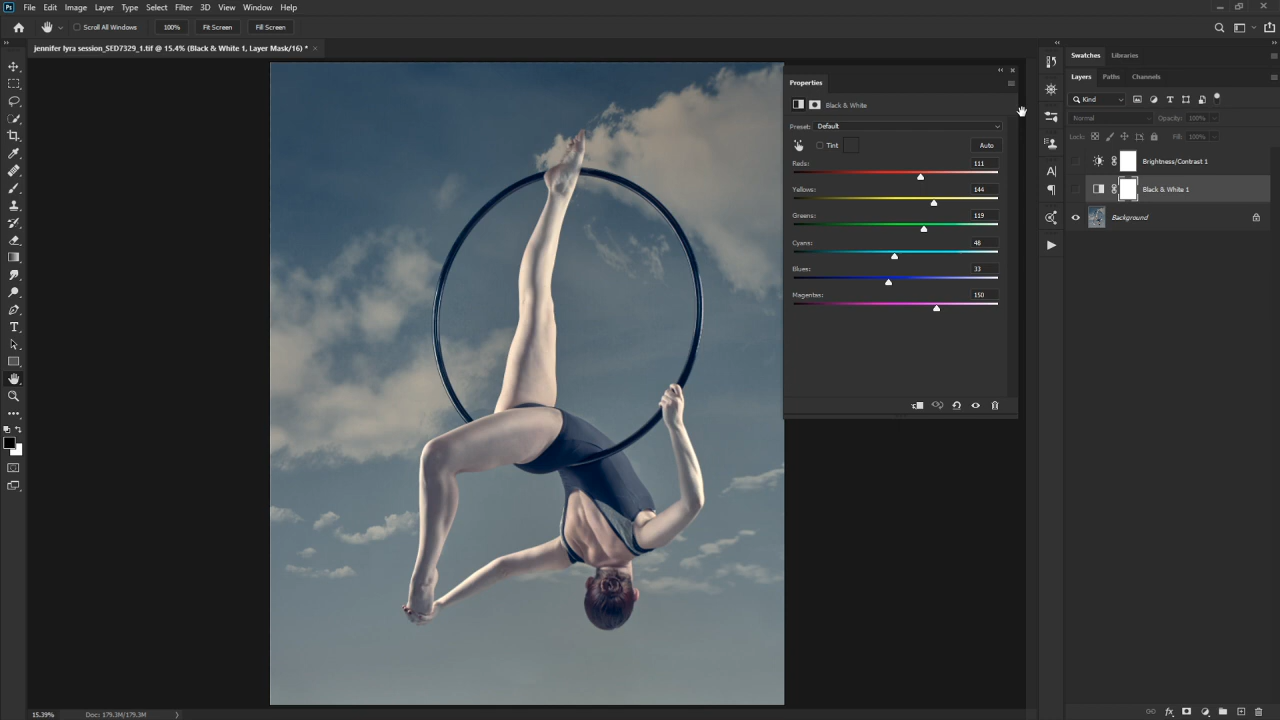 Ps File Edit Image Layer Type Select Filter 3D View Window Help
Scroll All Windows 100% Fit Screen Fill Screen
jennifer lyra session_SED7329_1.tif @ 15.4% (Black & White 1, Layer Mask/16) * ×
Properties
Black & White
Preset: Default
Tint Auto
Reds: 111
Yellows: 144
Greens: 119
Cyans: 48
Blues: 33
Magentas: 150
Swatches Libraries
Layers Paths Channels
Kind
Normal Opacity: 100%
Lock: Fill: 100%
Brightness/Contrast 1
Black & White 1
Background
15.39% Doc: 179.3M/179.3M